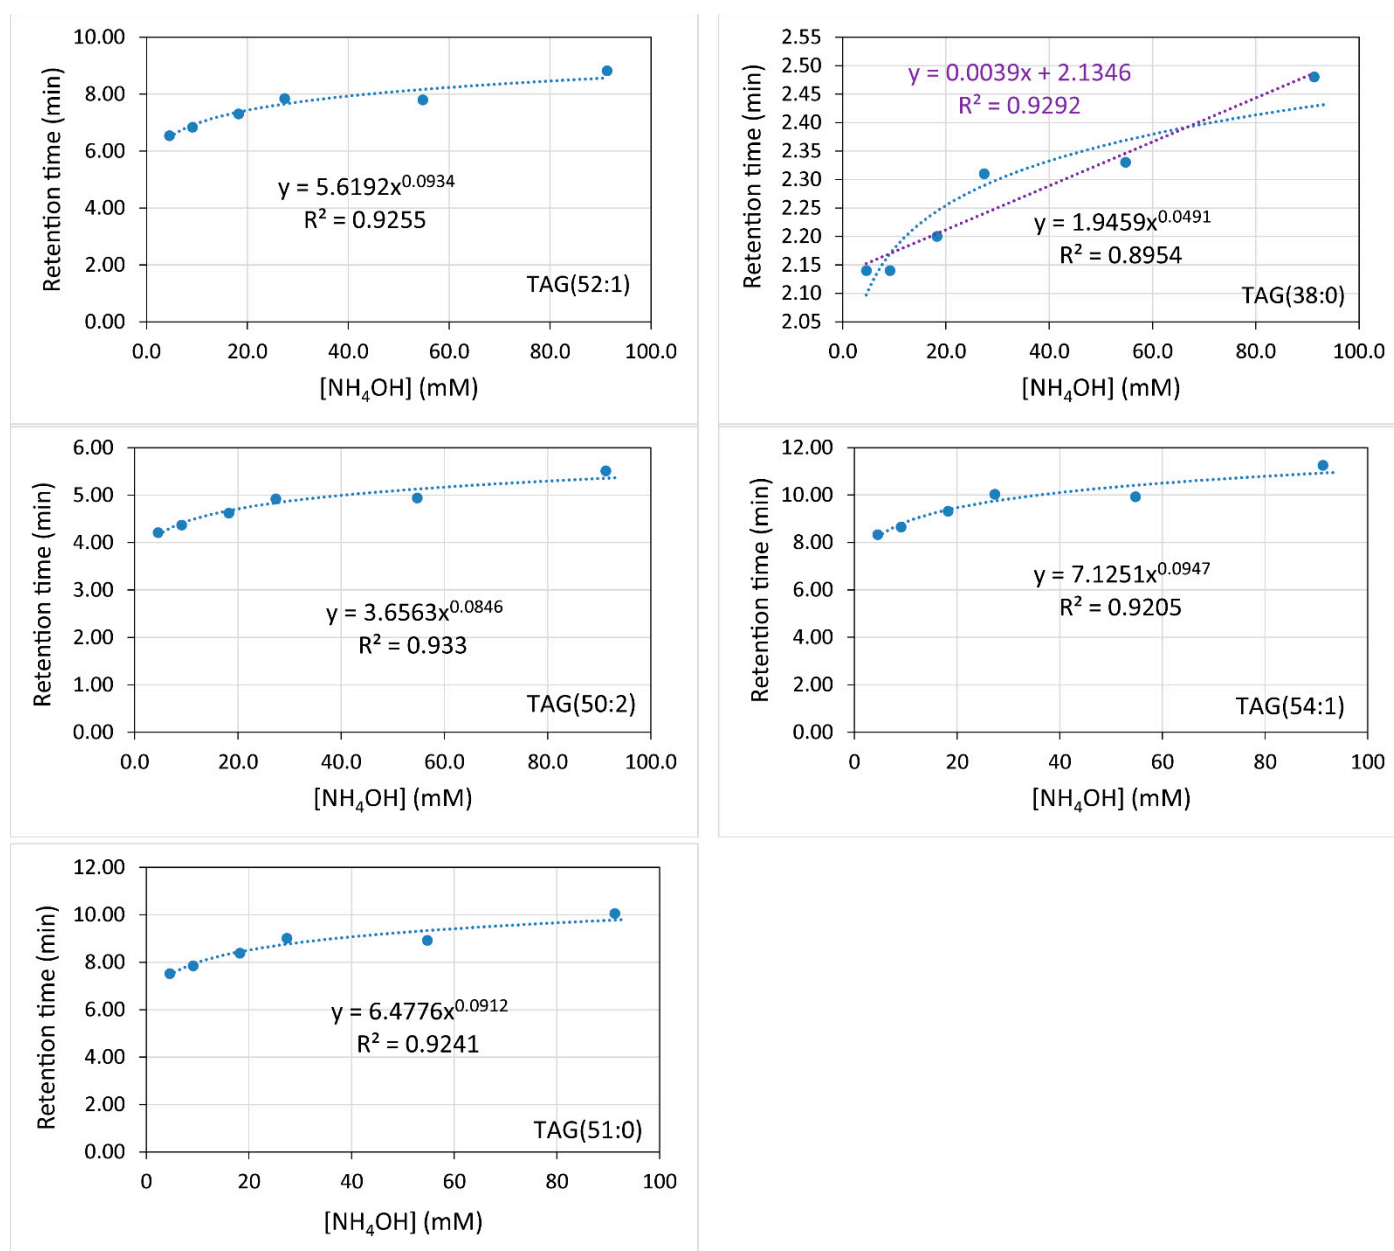 10.00
8.00
6.00
4.00
2.00
0.00
Retention time (min)
y = 5.6192x^0.0934
R² = 0.9255
TAG(52:1)
0.0 20.0 40.0 60.0 80.0 100.0
[NH₄OH] (mM)
2.55
2.50
2.45
2.40
2.35
2.30
2.25
2.20
2.15
2.10
2.05
Retention time (min)
y = 0.0039x + 2.1346
R² = 0.9292
y = 1.9459x^0.0491
R² = 0.8954
TAG(38:0)
0.0 20.0 40.0 60.0 80.0 100.0
[NH₄OH] (mM)
6.00
5.00
4.00
3.00
2.00
1.00
0.00
Retention time (min)
y = 3.6563x^0.0846
R² = 0.933
TAG(50:2)
0.0 20.0 40.0 60.0 80.0 100.0
[NH₄OH] (mM)
12.00
10.00
8.00
6.00
4.00
2.00
0.00
Retention time (min)
y = 7.1251x^0.0947
R² = 0.9205
TAG(54:1)
0 20 40 60 80 100
[NH₄OH] (mM)
12.00
10.00
8.00
6.00
4.00
2.00
0.00
Retention time (min)
y = 6.4776x^0.0912
R² = 0.9241
TAG(51:0)
0 20 40 60 80 100
[NH₄OH] (mM)